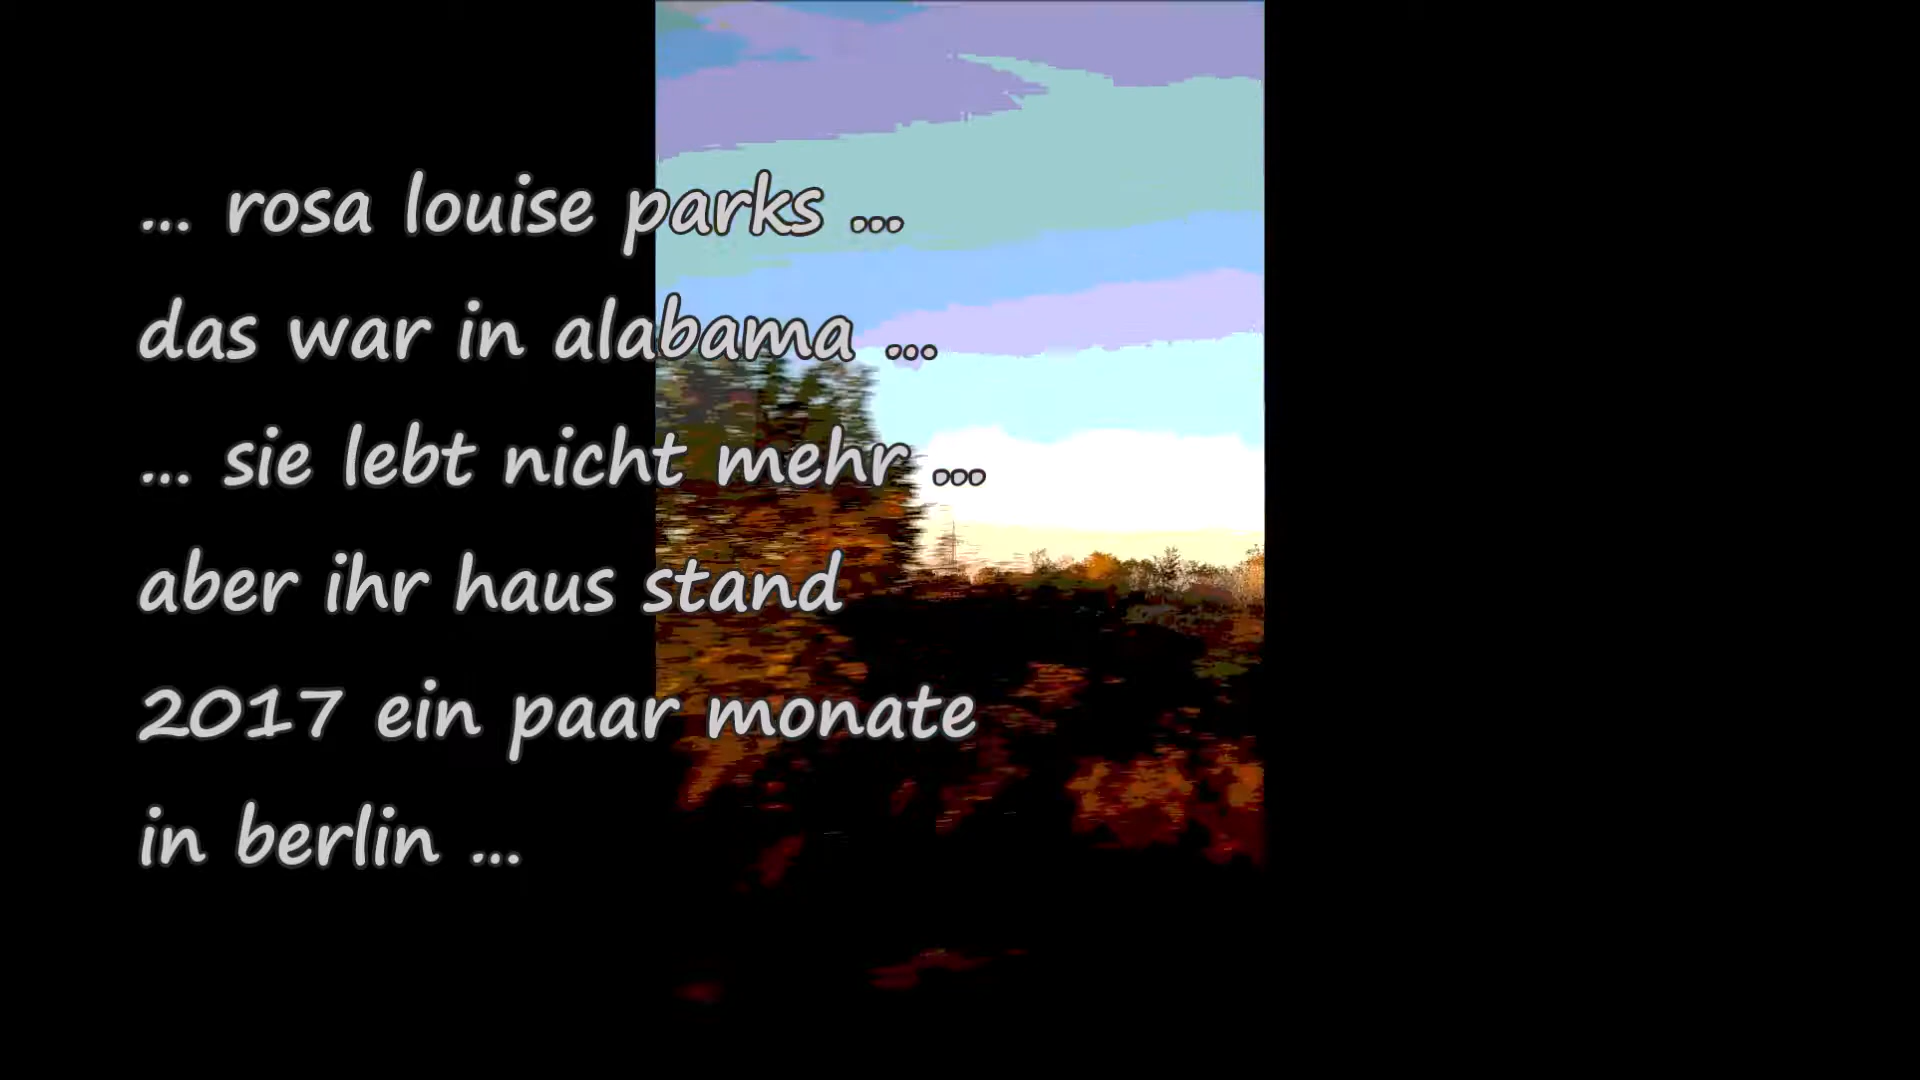 ... rosa louise parks ...
das war in alabama ...
... sie lebt nicht mehr ...
aber ihr haus stand
2017 ein paar monate
in berlin ...